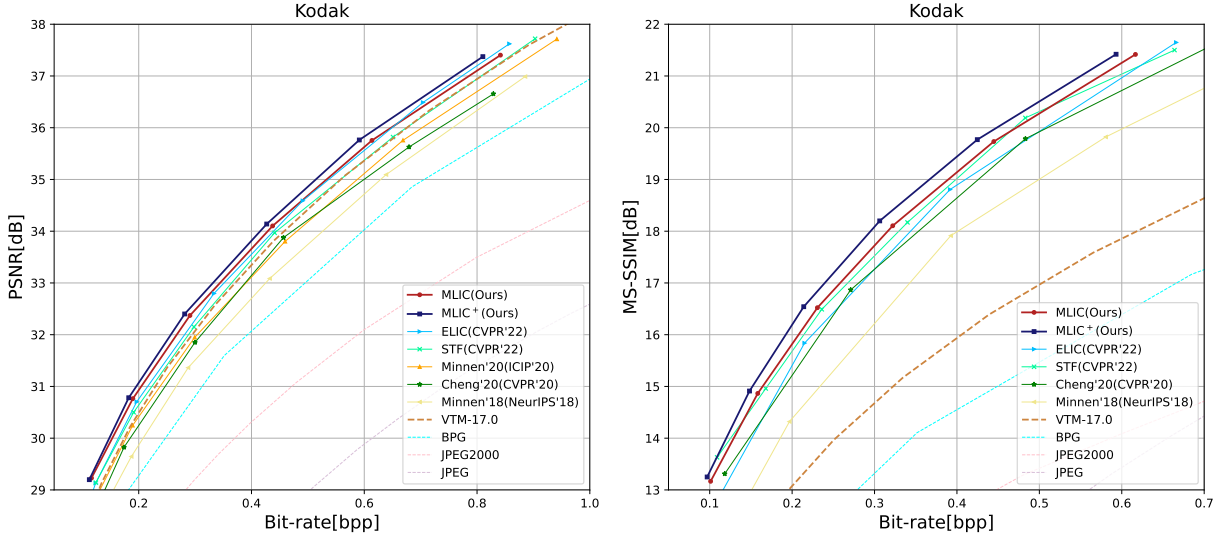 Kodak
38
37
36
35
34
33
32
31
30
29
PSNR[dB]
MLIC(Ours)
MLIC+(Ours)
ELIC(CVPR'22)
STF(CVPR'22)
Minnen'20(ICIP'20)
Cheng'20(CVPR'20)
Minnen'18(NeurIPS'18)
VTM-17.0
BPG
JPEG2000
JPEG
0.2 0.4 0.6 0.8 1.0
Bit-rate[bpp]
Kodak
22
21
20
19
18
17
16
15
14
13
MS-SSIM[dB]
MLIC(Ours)
MLIC+(Ours)
ELIC(CVPR'22)
STF(CVPR'22)
Cheng'20(CVPR'20)
Minnen'18(NeurIPS'18)
VTM-17.0
BPG
JPEG2000
JPEG
0.1 0.2 0.3 0.4 0.5 0.6 0.7
Bit-rate[bpp]